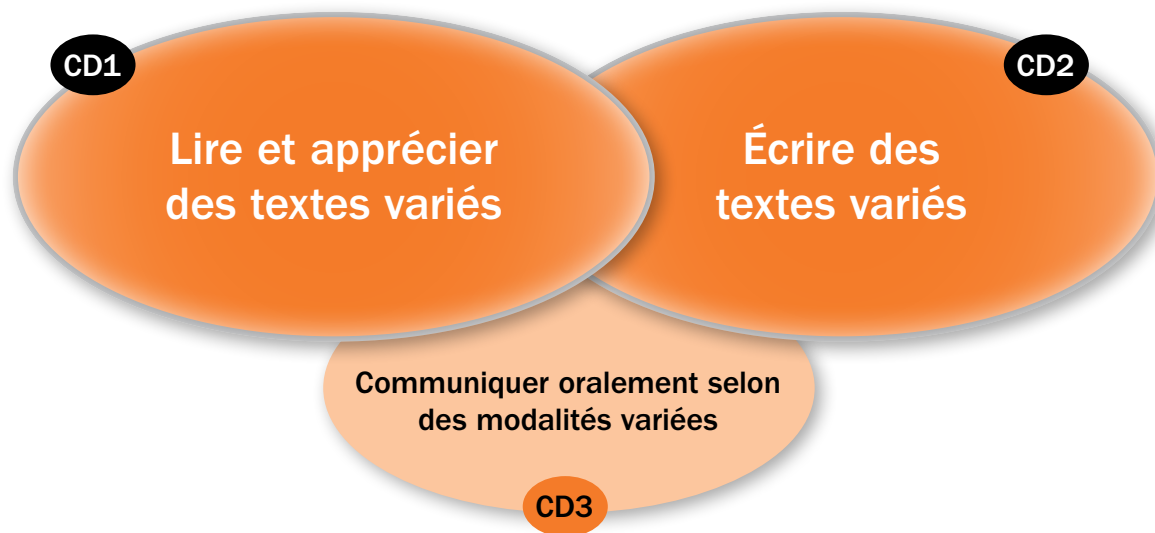 CD1
CD2
Lire et apprécier
des textes variés
Écrire des
textes variés
Communiquer oralement selon
des modalités variées
CD3